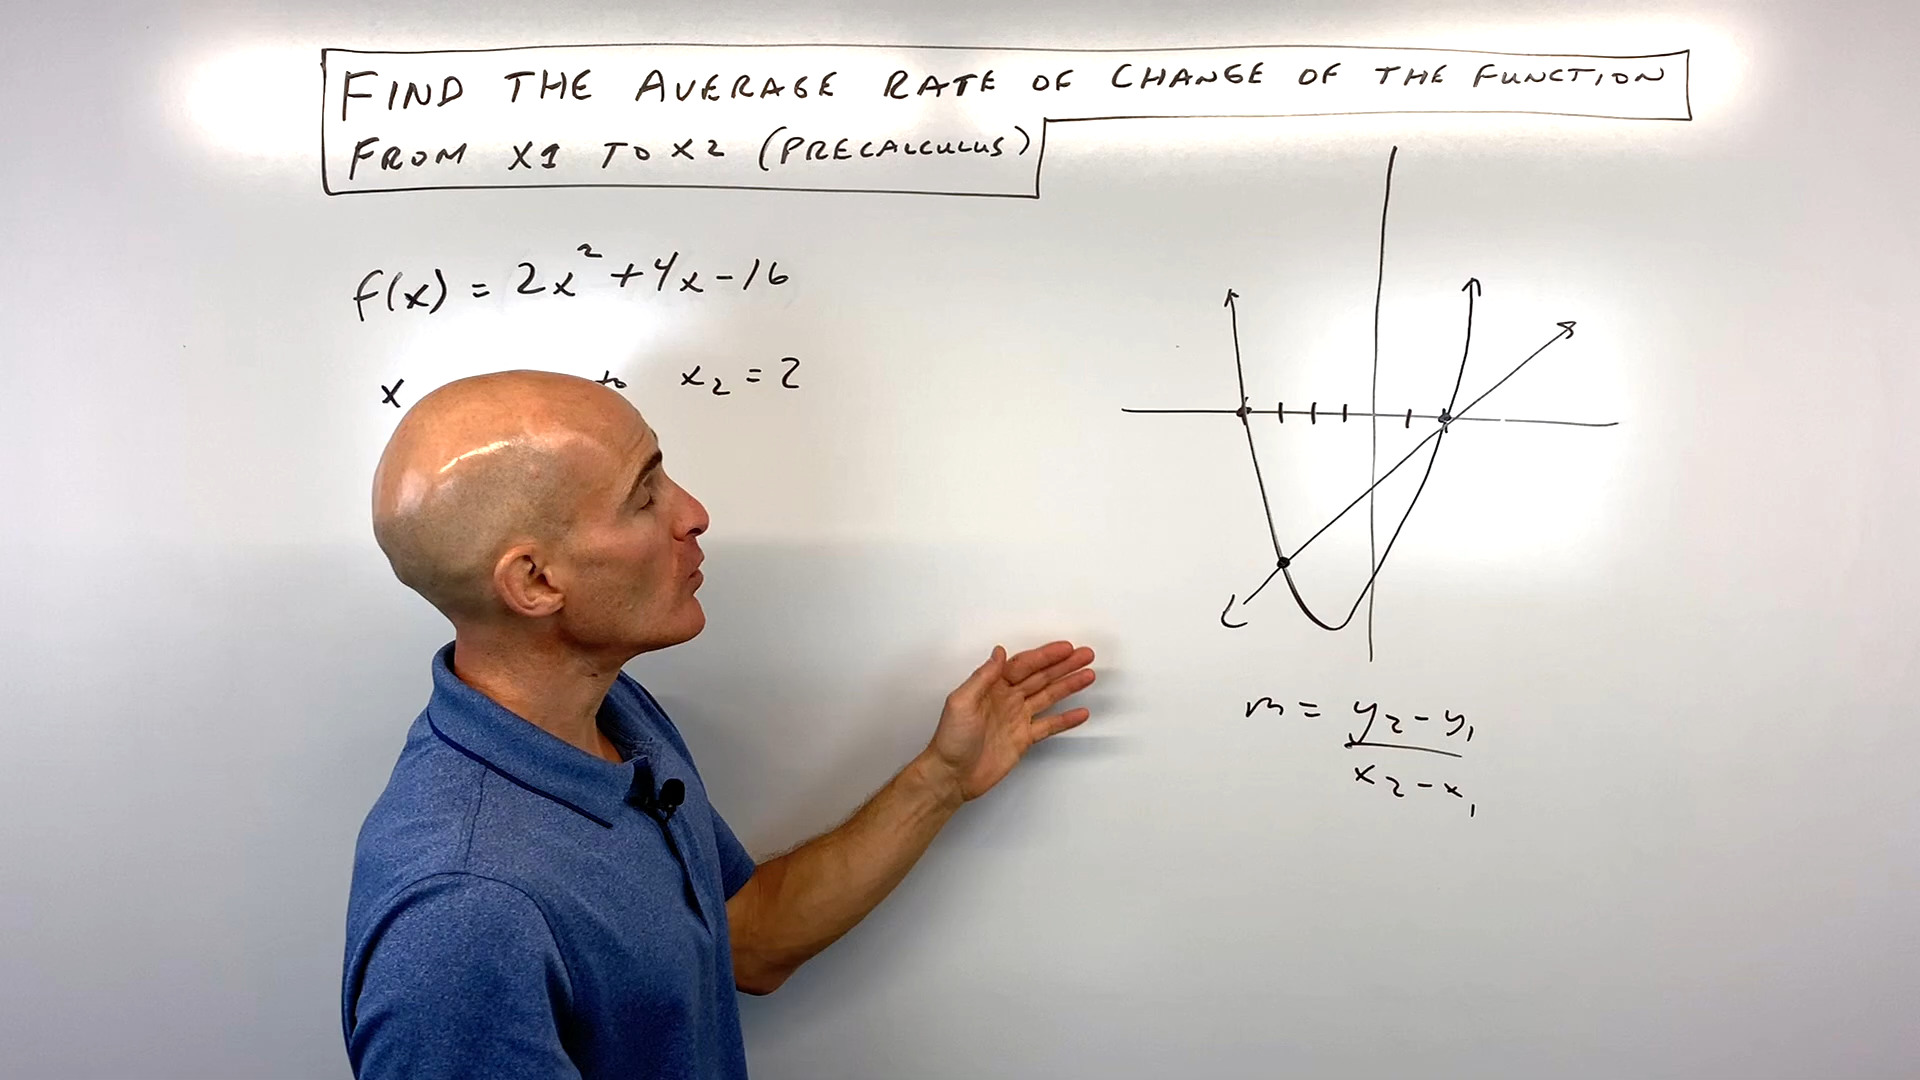 FIND THE AVERAGE RATE OF CHANGE OF THE FUNCTION
FROM X1 TO X2 (PRECALCULUS)
f(x) = 2x² + 4x - 16
x to x₂ = 2
m = y₂ - y₁
x₂ - x₁